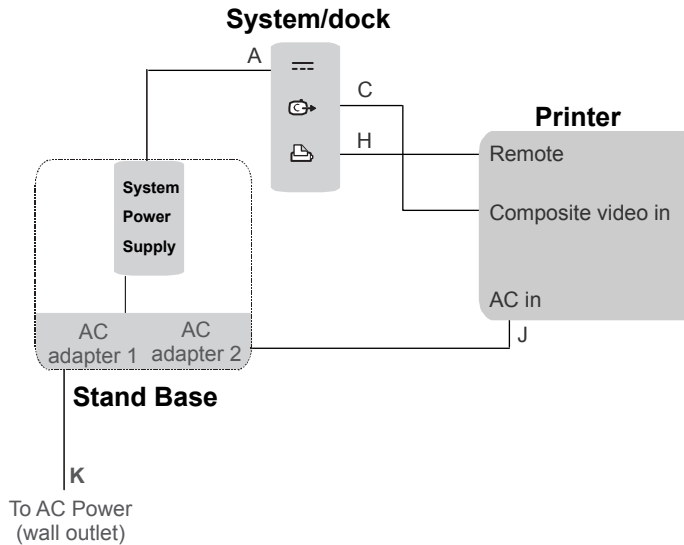 System/dock
A
C
H
Printer
Remote
Composite video in
AC in
J
System
Power
Supply
AC
adapter 1
AC
adapter 2
Stand Base
K
To AC Power
(wall outlet)